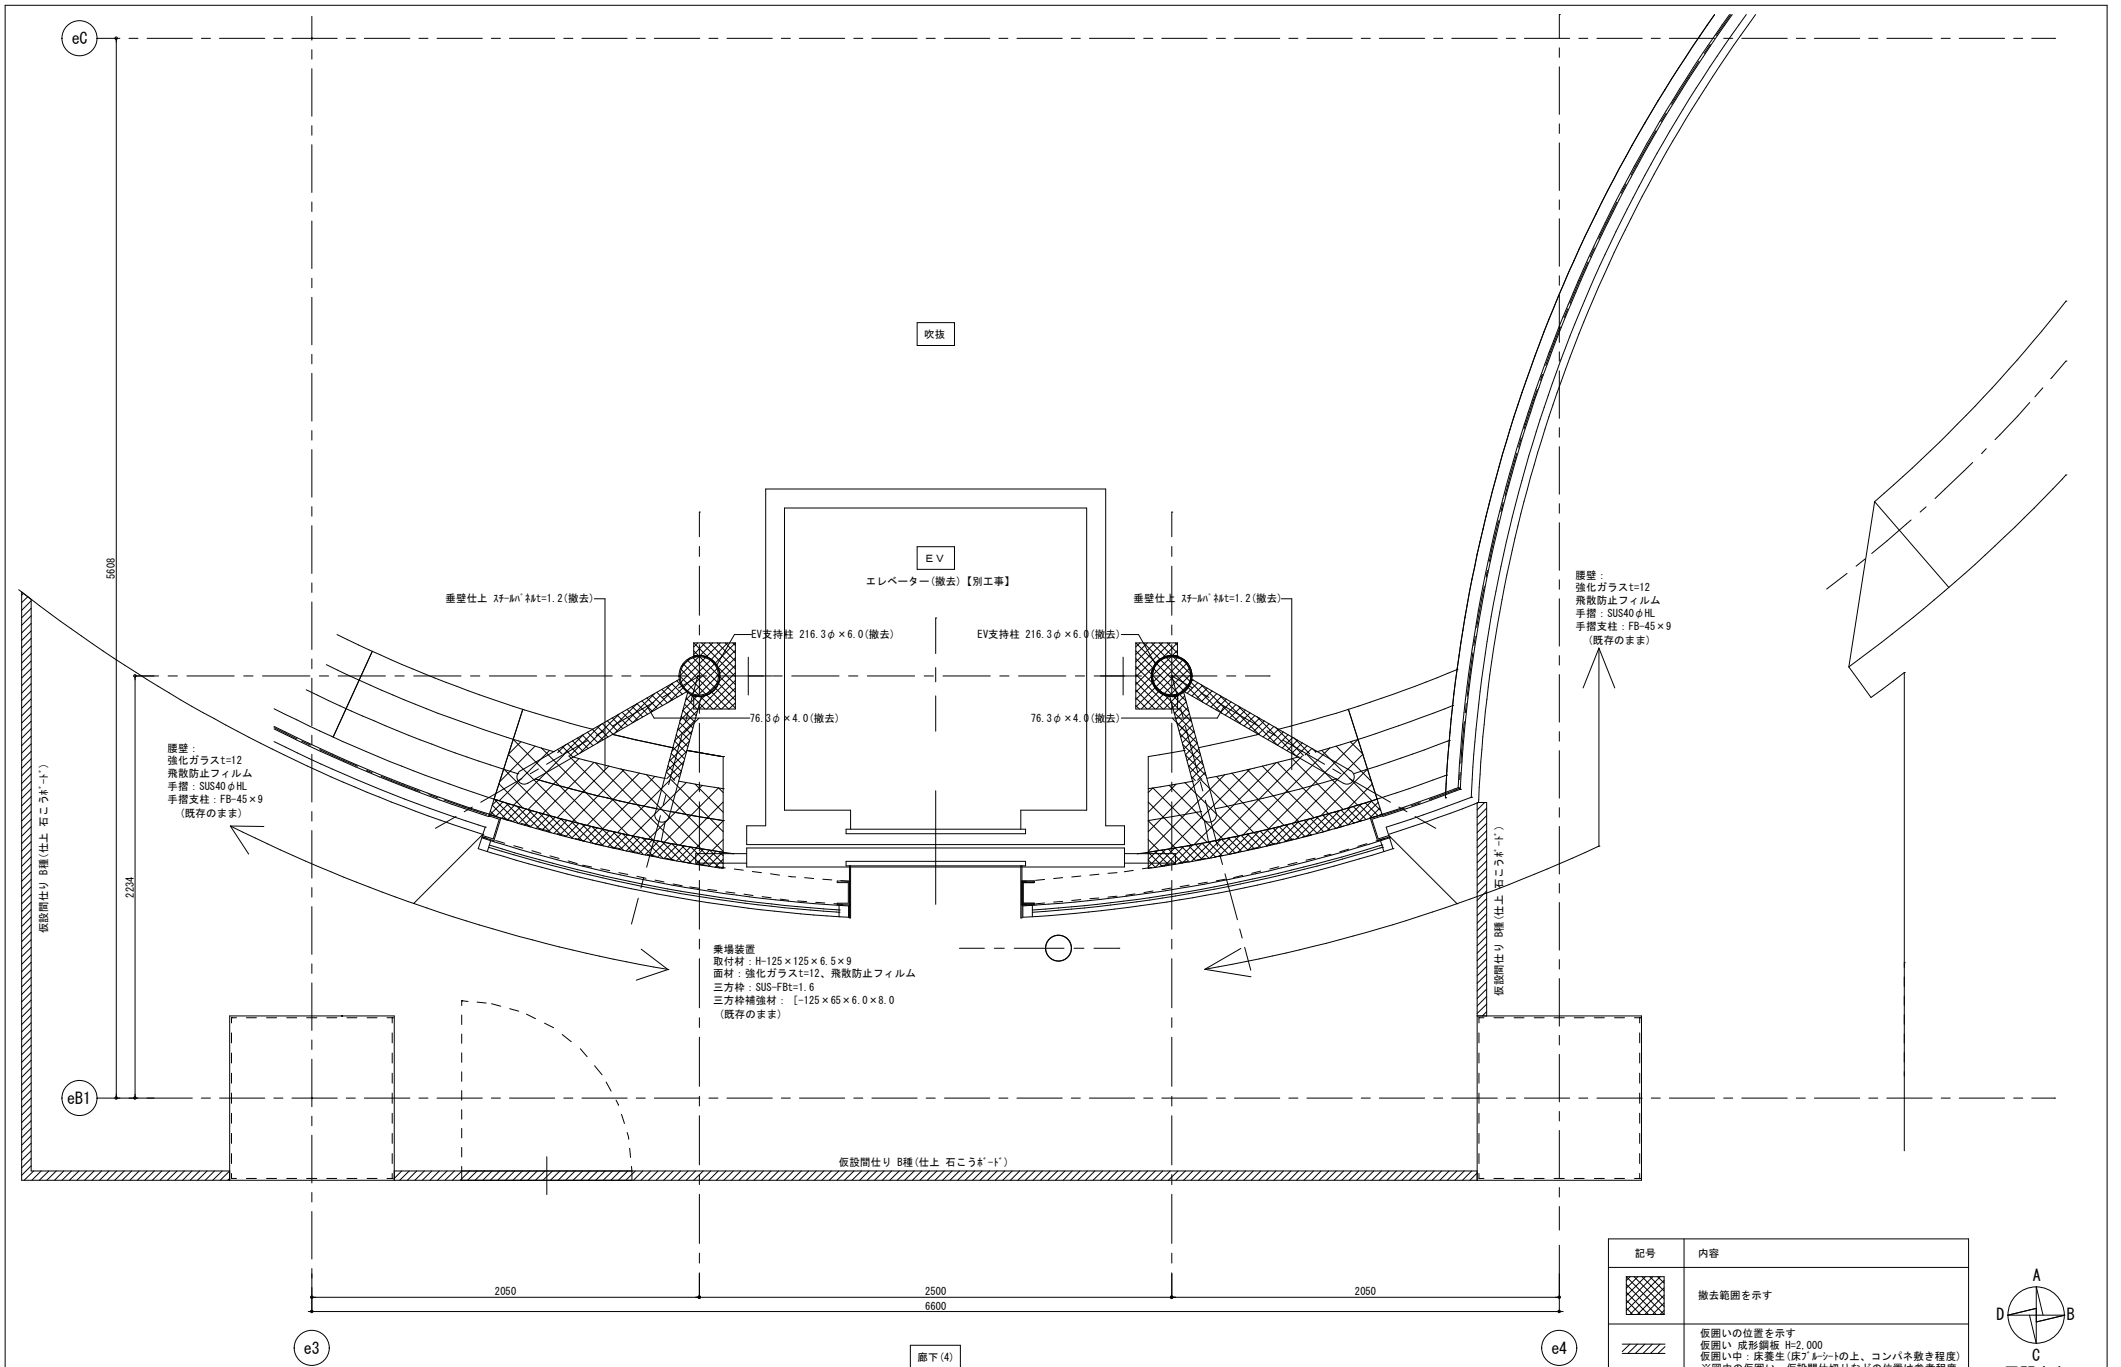 eC
吹抜
5608
EV
エレベーター(撤去)【別工事】
垂壁仕上 ｽﾁｰﾙﾊﾟﾈﾙt=1.2(撤去)
垂壁仕上 ｽﾁｰﾙﾊﾟﾈﾙt=1.2(撤去)
EV支持柱 216.3φ×6.0(撤去)
EV支持柱 216.3φ×6.0(撤去)
腰壁：
強化ガラスt=12
飛散防止フィルム
手摺：SUS40φHL
手摺支柱：FB-45×9
(既存のまま)
76.3φ×4.0(撤去)
76.3φ×4.0(撤去)
腰壁：
強化ガラスt=12
飛散防止フィルム
手摺：SUS40φHL
手摺支柱：FB-45×9
(既存のまま)
仮設間仕り B種(仕上 石こうﾎﾞｰﾄﾞ)
2234
仮設間仕り B種(仕上 石こうﾎﾞｰﾄﾞ)
乗場装置
取付材：H-125×125×6.5×9
面材：強化ガラスt=12、飛散防止フィルム
三方枠：SUS-FBt=1.6
三方枠補強材： [-125×65×6.0×8.0
(既存のまま)
eB1
仮設間仕り B種(仕上 石こうﾎﾞｰﾄﾞ)
2050
2500
2050
6600
e3
廊下(4)
e4
記号
内容
撤去範囲を示す
仮囲いの位置を示す
仮囲い 成形鋼板 H=2,000
仮囲い中：床養生(床ﾌﾞﾙｰｼｰﾄの上、コンパネ敷き程度)
A
D
B
C